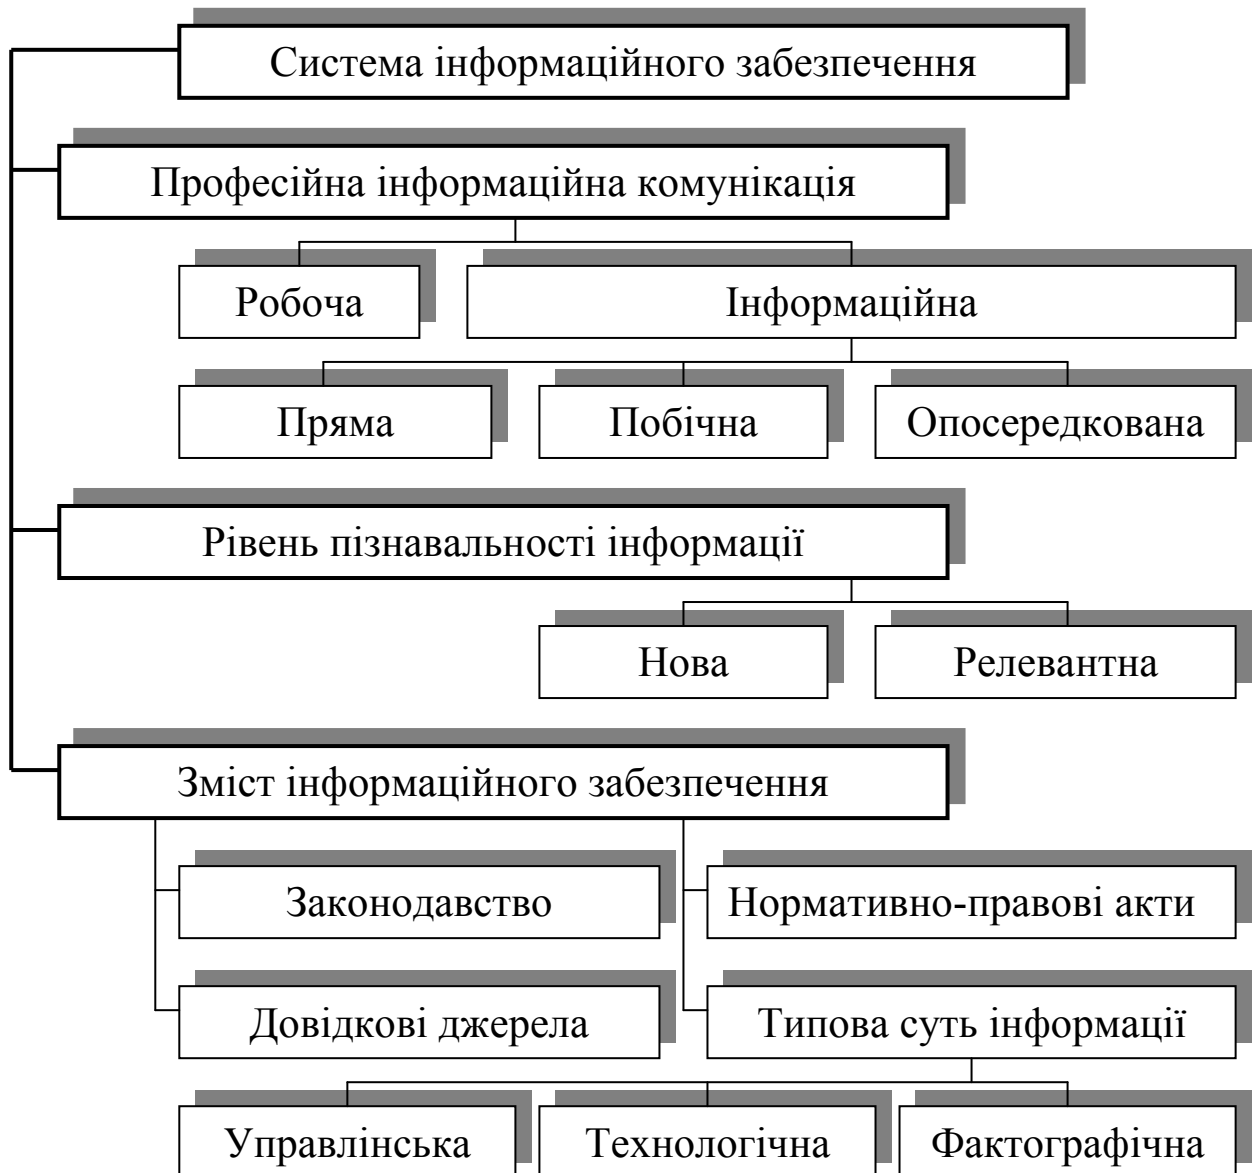 Система інформаційного забезпечення
Професійна інформаційна комунікація
Робоча
Інформаційна
Пряма
Побічна
Опосередкована
Рівень пізнавальності інформації
Нова
Релевантна
Зміст інформаційного забезпечення
Законодавство
Нормативно-правові акти
Довідкові джерела
Типова суть інформації
Управлінська
Технологічна
Фактографічна